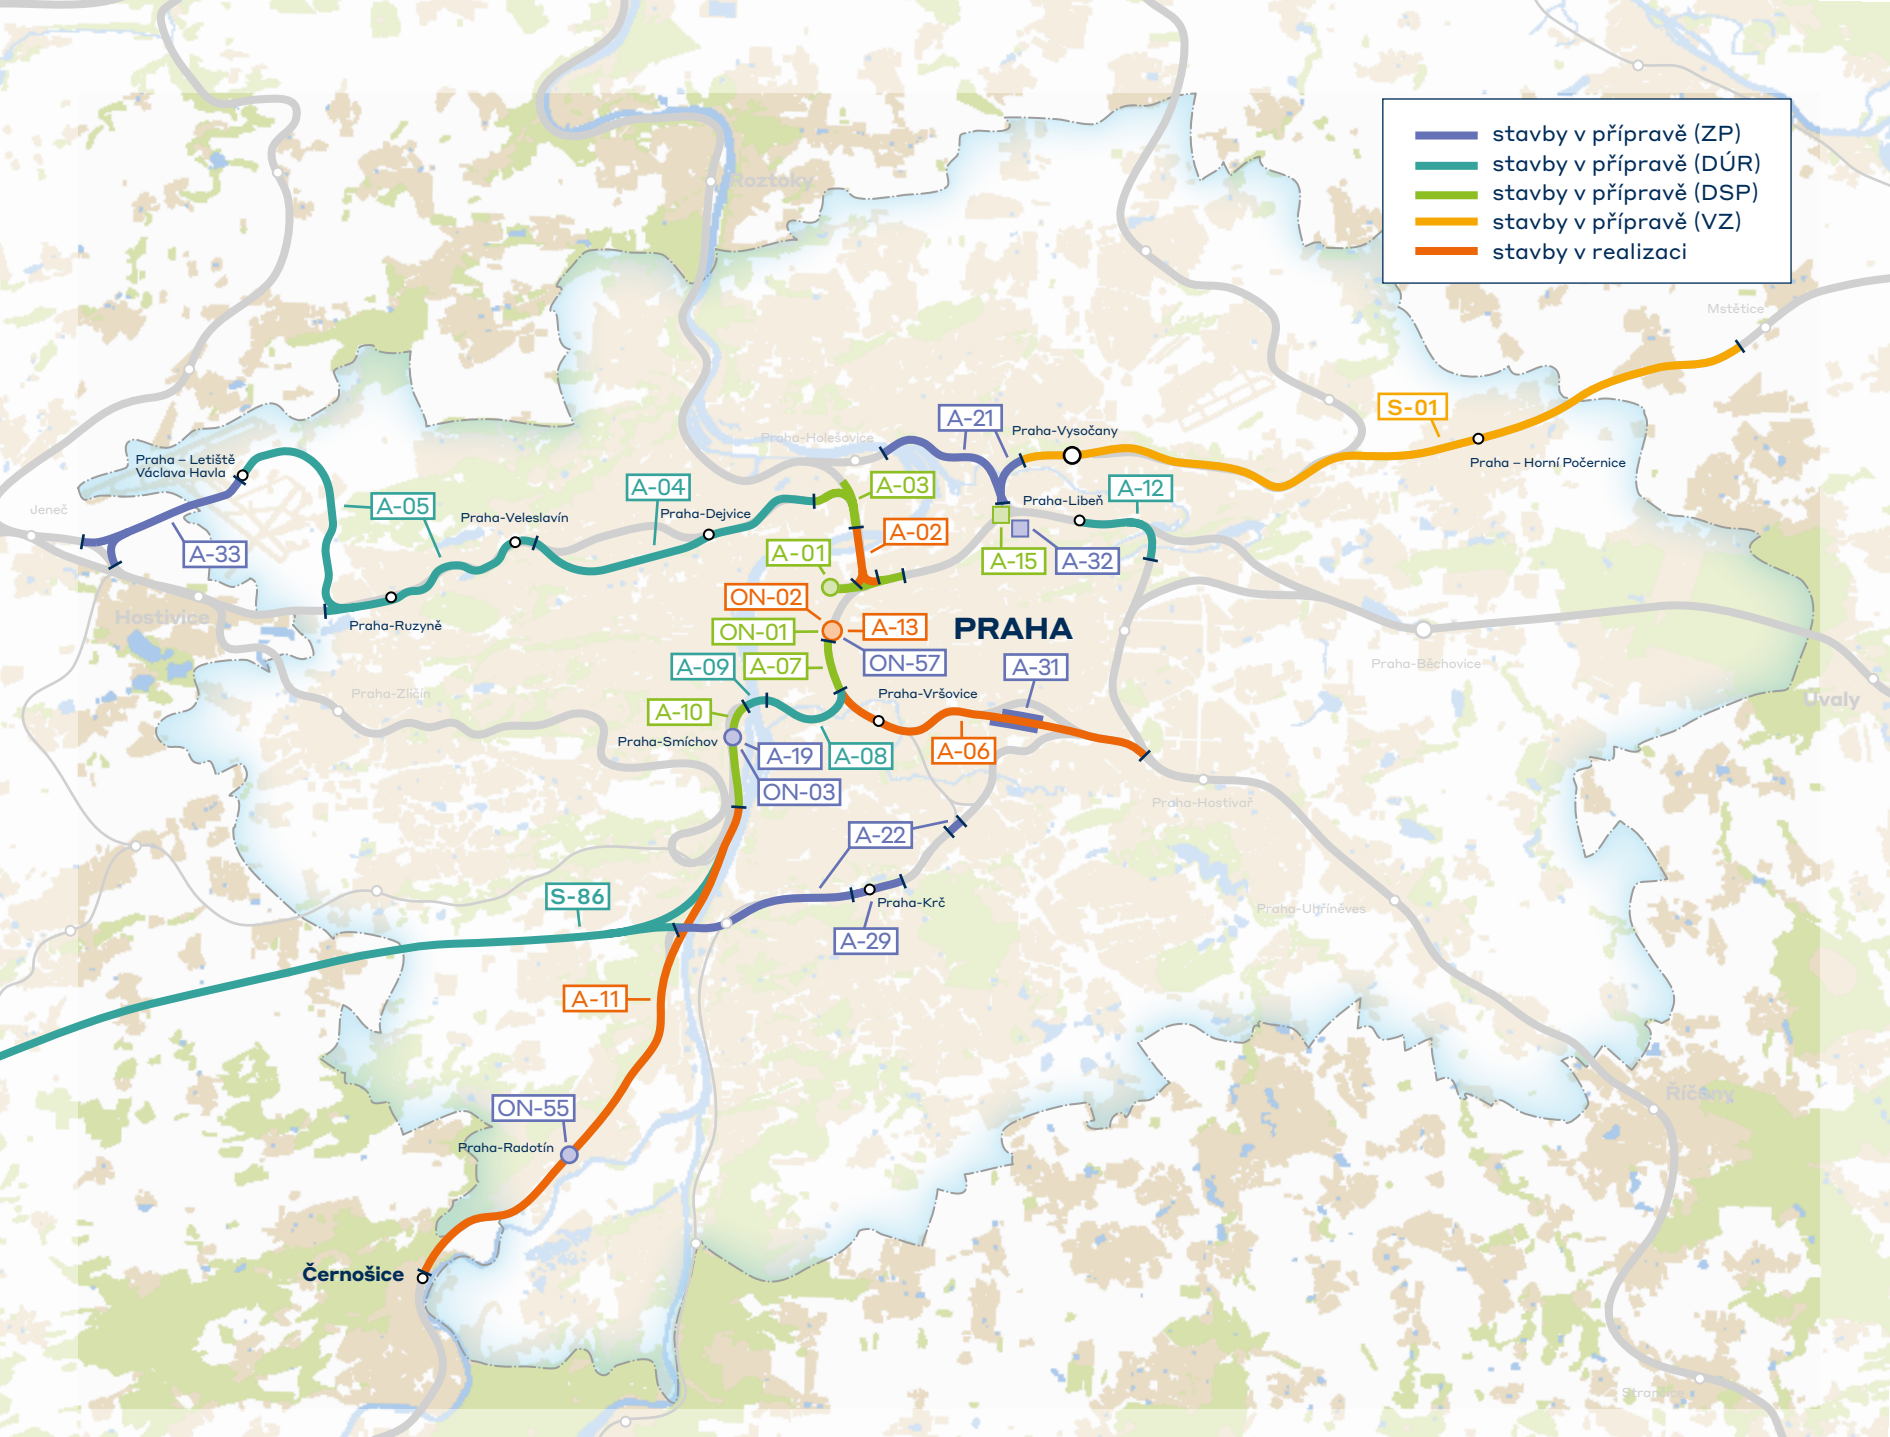 stavby v přípravě (ZP)
stavby v přípravě (DÚR)
stavby v přípravě (DSP)
stavby v přípravě (VZ)
stavby v realizaci
Roztoky
Mstětice
S-01
A-21
Praha-Vysočany
Praha-Holešovice
Praha – Horní Počernice
Praha – Letiště
Václava Havla
A-05
A-04
A-03
A-12
Praha-Libeň
Jeneč
Praha-Veleslavín
Praha-Dejvice
A-02
A-33
A-01
A-15
A-32
Hostivice
Praha-Ruzyně
ON-02
ON-01
A-13
PRAHA
ON-57
A-09
A-07
A-31
Praha-Běchovice
Praha-Zličín
Praha-Vršovice
Úvaly
A-10
Praha-Smíchov
A-19
A-08
A-06
ON-03
Praha-Hostivař
A-22
S-86
Praha-Krč
Praha-Uhříněves
A-29
A-11
Říčany
ON-55
Praha-Radotín
Černošice
Strančice